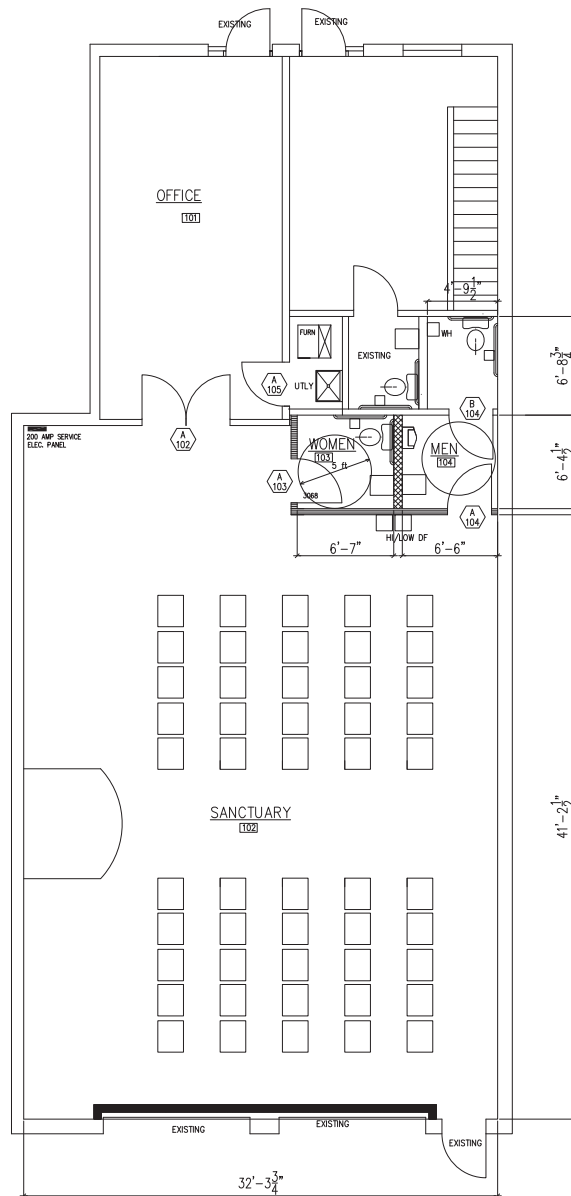 EXISTING
EXISTING
OFFICE
101
4'-9 1/2"
FURN
WH
EXISTING
6'-8 3/4"
A
105
UTLY
B
104
200 AMP SERVICE
ELEC. PANEL
A
102
WOMEN
103
5 ft
MEN
104
6'-4 1/2"
A
103
3068
A
104
HI/LOW DF
6'-7"
6'-6"
SANCTUARY
102
41'-2 1/2"
EXISTING
EXISTING
EXISTING
32'-3 3/4"